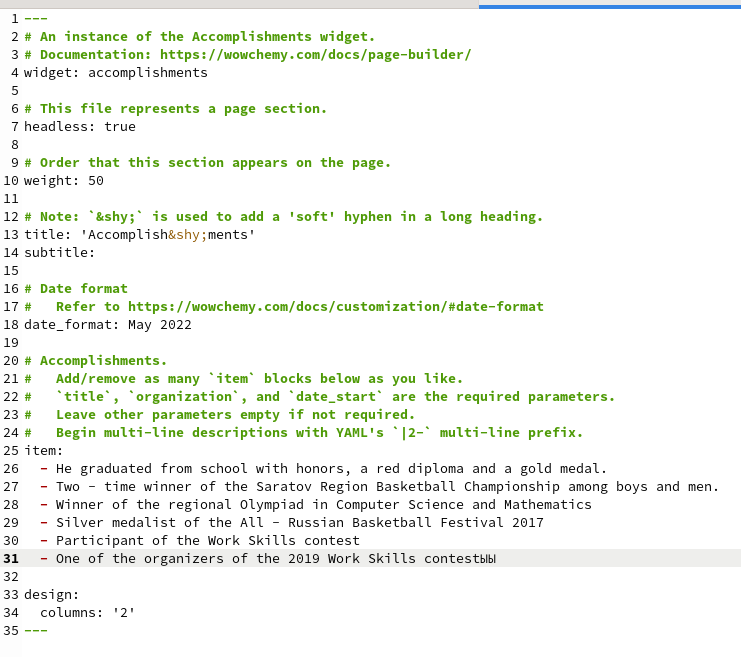 1 ---
2 # An instance of the Accomplishments widget.
3 # Documentation: https://wowchemy.com/docs/page-builder/
4 widget: accomplishments
5
6 # This file represents a page section.
7 headless: true
8
9 # Order that this section appears on the page.
10 weight: 50
11
12 # Note: `&shy;` is used to add a 'soft' hyphen in a long heading.
13 title: 'Accomplish&shy;ments'
14 subtitle:
15
16 # Date format
17 #   Refer to https://wowchemy.com/docs/customization/#date-format
18 date_format: May 2022
19
20 # Accomplishments.
21 #   Add/remove as many `item` blocks below as you like.
22 #   `title`, `organization`, and `date_start` are the required parameters.
23 #   Leave other parameters empty if not required.
24 #   Begin multi-line descriptions with YAML's `|2-` multi-line prefix.
25 item:
26   - He graduated from school with honors, a red diploma and a gold medal.
27   - Two - time winner of the Saratov Region Basketball Championship among boys and men.
28   - Winner of the regional Olympiad in Computer Science and Mathematics
29   - Silver medalist of the All - Russian Basketball Festival 2017
30   - Participant of the Work Skills contest
31   - One of the organizers of the 2019 Work Skills contestыы
32
33 design:
34   columns: '2'
35 ---